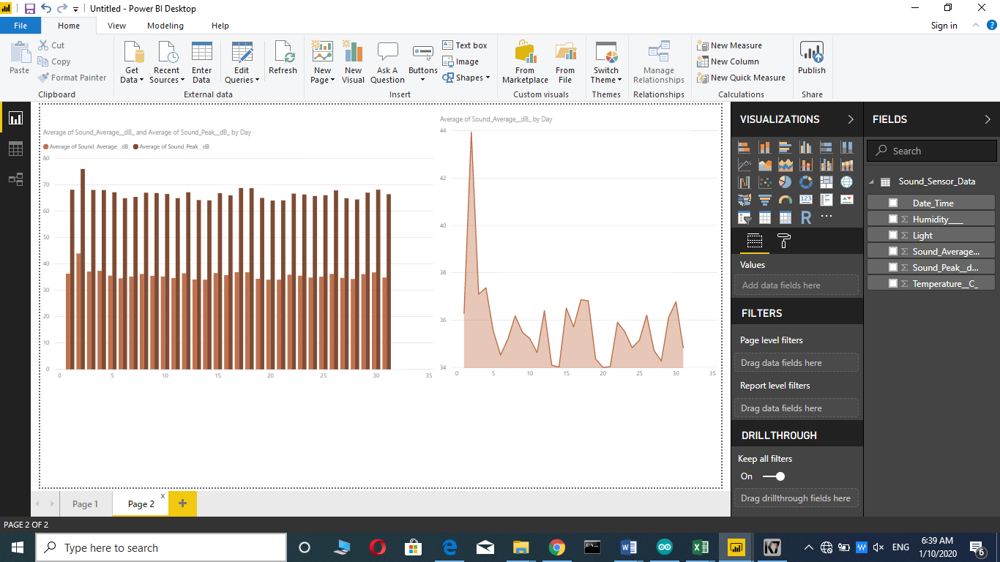 Untitled - Power BI Desktop
File Home View Modeling Help Sign in
Paste
Cut
Copy
Format Painter
Clipboard
Get Data
Recent Sources
Enter Data
Edit Queries
Refresh
External data
New Page
New Visual
Ask A Question
Buttons
Text box
Image
Shapes
Insert
From Marketplace
From File
Custom visuals
Switch Theme
Themes
Manage Relationships
Relationships
New Measure
New Column
New Quick Measure
Calculations
Publish
Share
Average of Sound_Average__dB_ and Average of Sound_Peak__dB_ by Day
Average of Sound_Average__dB_ Average of Sound_Peak__dB_
80
70
60
50
40
30
20
10
0
0 5 10 15 20 25 30 35
Average of Sound_Average__dB_ by Day
44
42
40
38
36
34
0 5 10 15 20 25 30 35
VISUALIZATIONS
123
R
Values
Add data fields here
FILTERS
Page level filters
Drag data fields here
Report level filters
Drag data fields here
DRILLTHROUGH
Keep all filters
On
Drag drillthrough fields here
FIELDS
Search
Sound_Sensor_Data
Date_Time
Humidity___
Light
Sound_Average...
Sound_Peak__d...
Temperature__C_
Page 1 Page 2 x +
PAGE 2 OF 2
Type here to search
K7
ENG
6:39 AM
1/10/2020
6